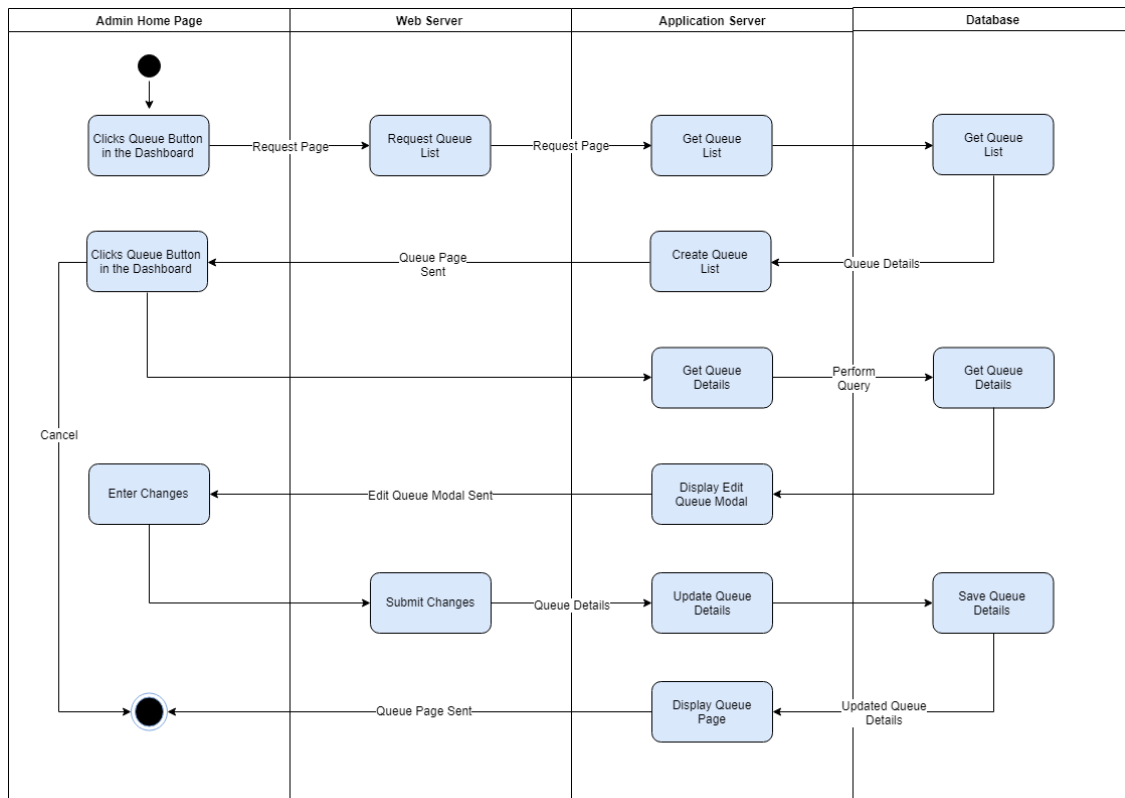 Admin Home Page
Web Server
Application Server
Database
Clicks Queue Button
in the Dashboard
Request Page
Request Queue
List
Request Page
Get Queue
List
Get Queue
List
Clicks Queue Button
in the Dashboard
Queue Page
Sent
Create Queue
List
Queue Details
Get Queue
Details
Perform
Query
Get Queue
Details
Cancel
Enter Changes
Edit Queue Modal Sent
Display Edit
Queue Modal
Submit Changes
Queue Details
Update Queue
Details
Save Queue
Details
Queue Page Sent
Display Queue
Page
Updated Queue
Details